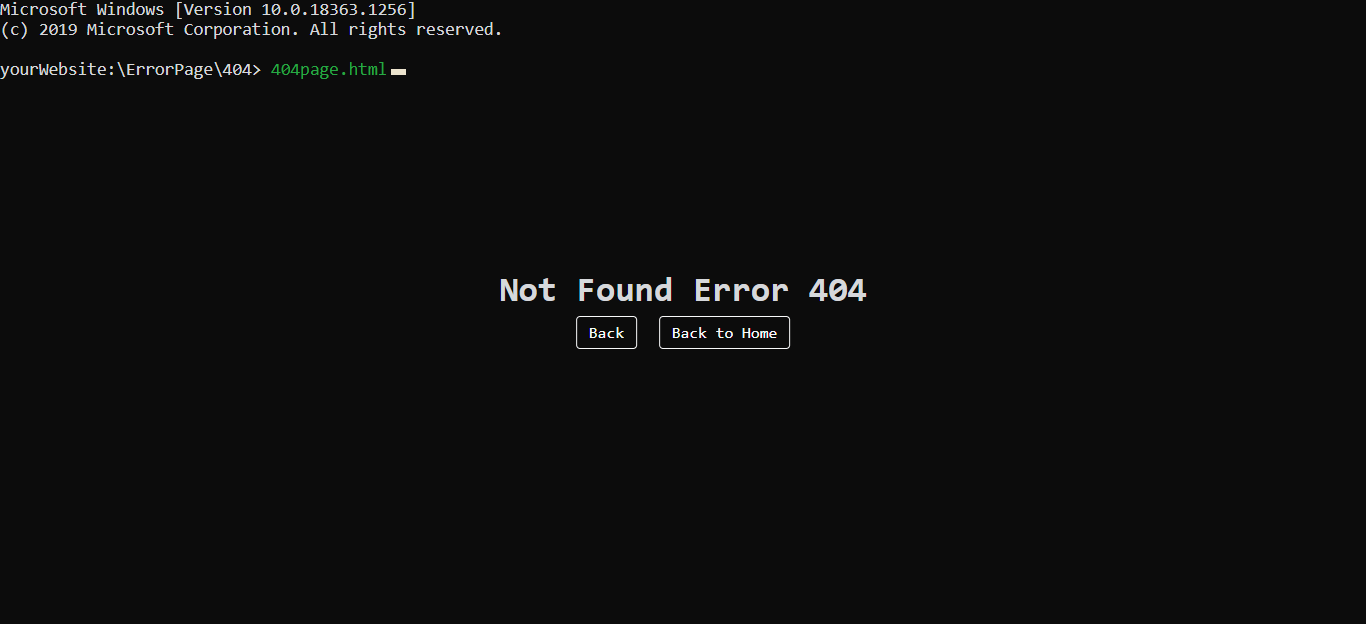 Microsoft Windows [Version 10.0.18363.1256]
(c) 2019 Microsoft Corporation. All rights reserved.
yourWebsite:\ErrorPage\404> 404page.html
Not Found Error 404
Back
Back to Home